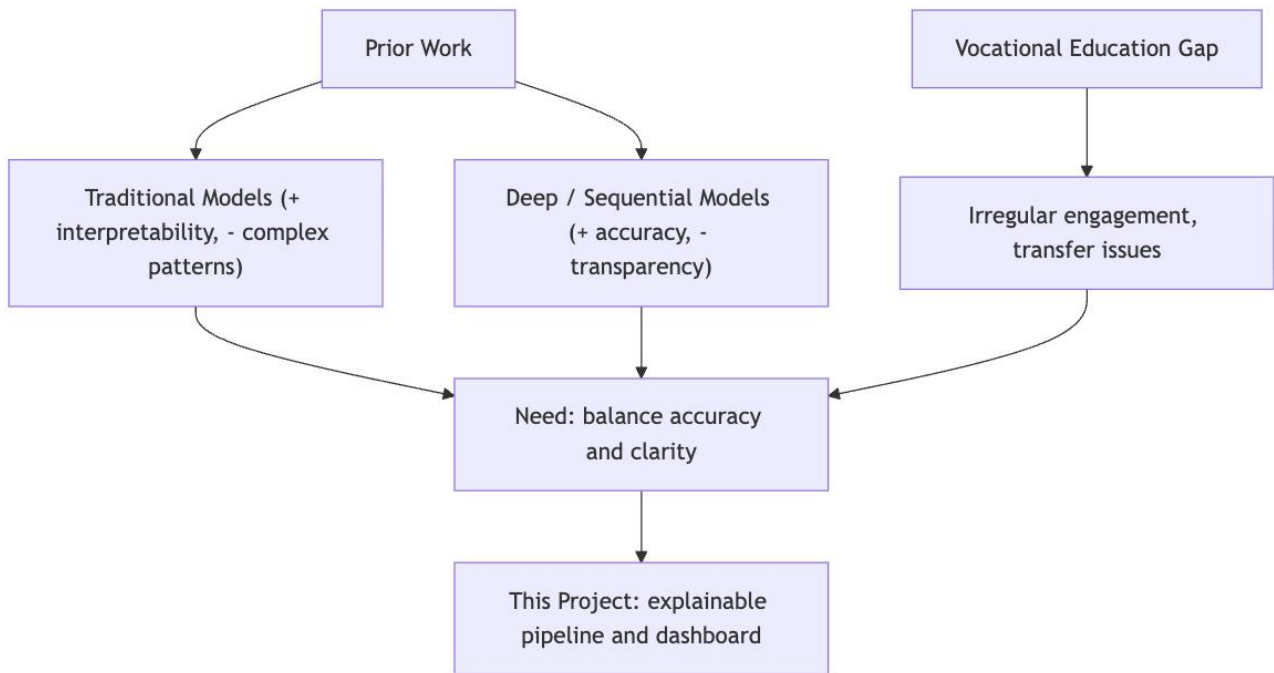 Prior Work
Vocational Education Gap
Traditional Models (+
interpretability, - complex
patterns)
Deep / Sequential Models
(+ accuracy, -
transparency)
Irregular engagement,
transfer issues
Need: balance accuracy
and clarity
This Project: explainable
pipeline and dashboard